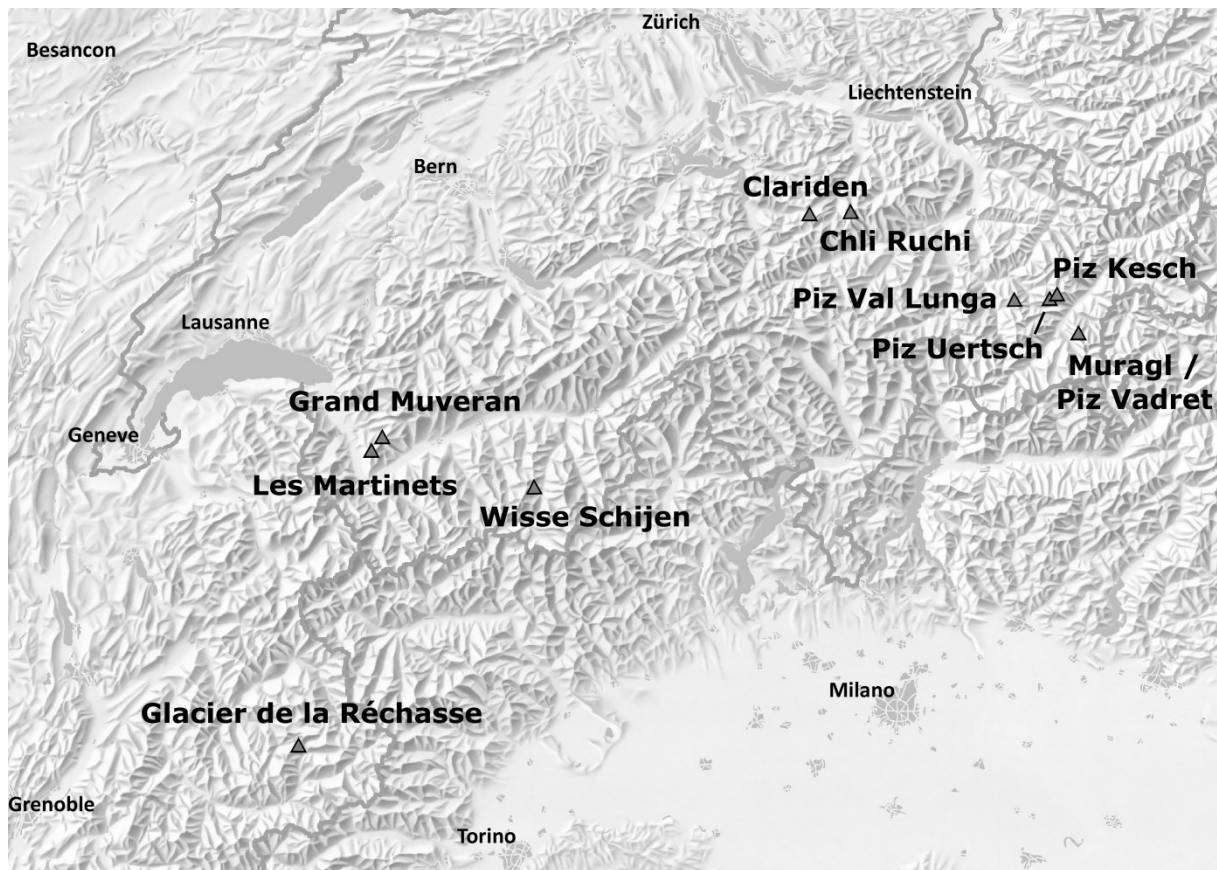 Zürich
Besancon
Liechtenstein
Bern
Clariden
Chli Ruchi
Piz Kesch
Piz Val Lunga
Lausanne
Piz Uertsch
Muragl /
Piz Vadret
Grand Muveran
Geneve
Les Martinets
Wisse Schijen
Milano
Glacier de la Réchasse
Grenoble
Torino